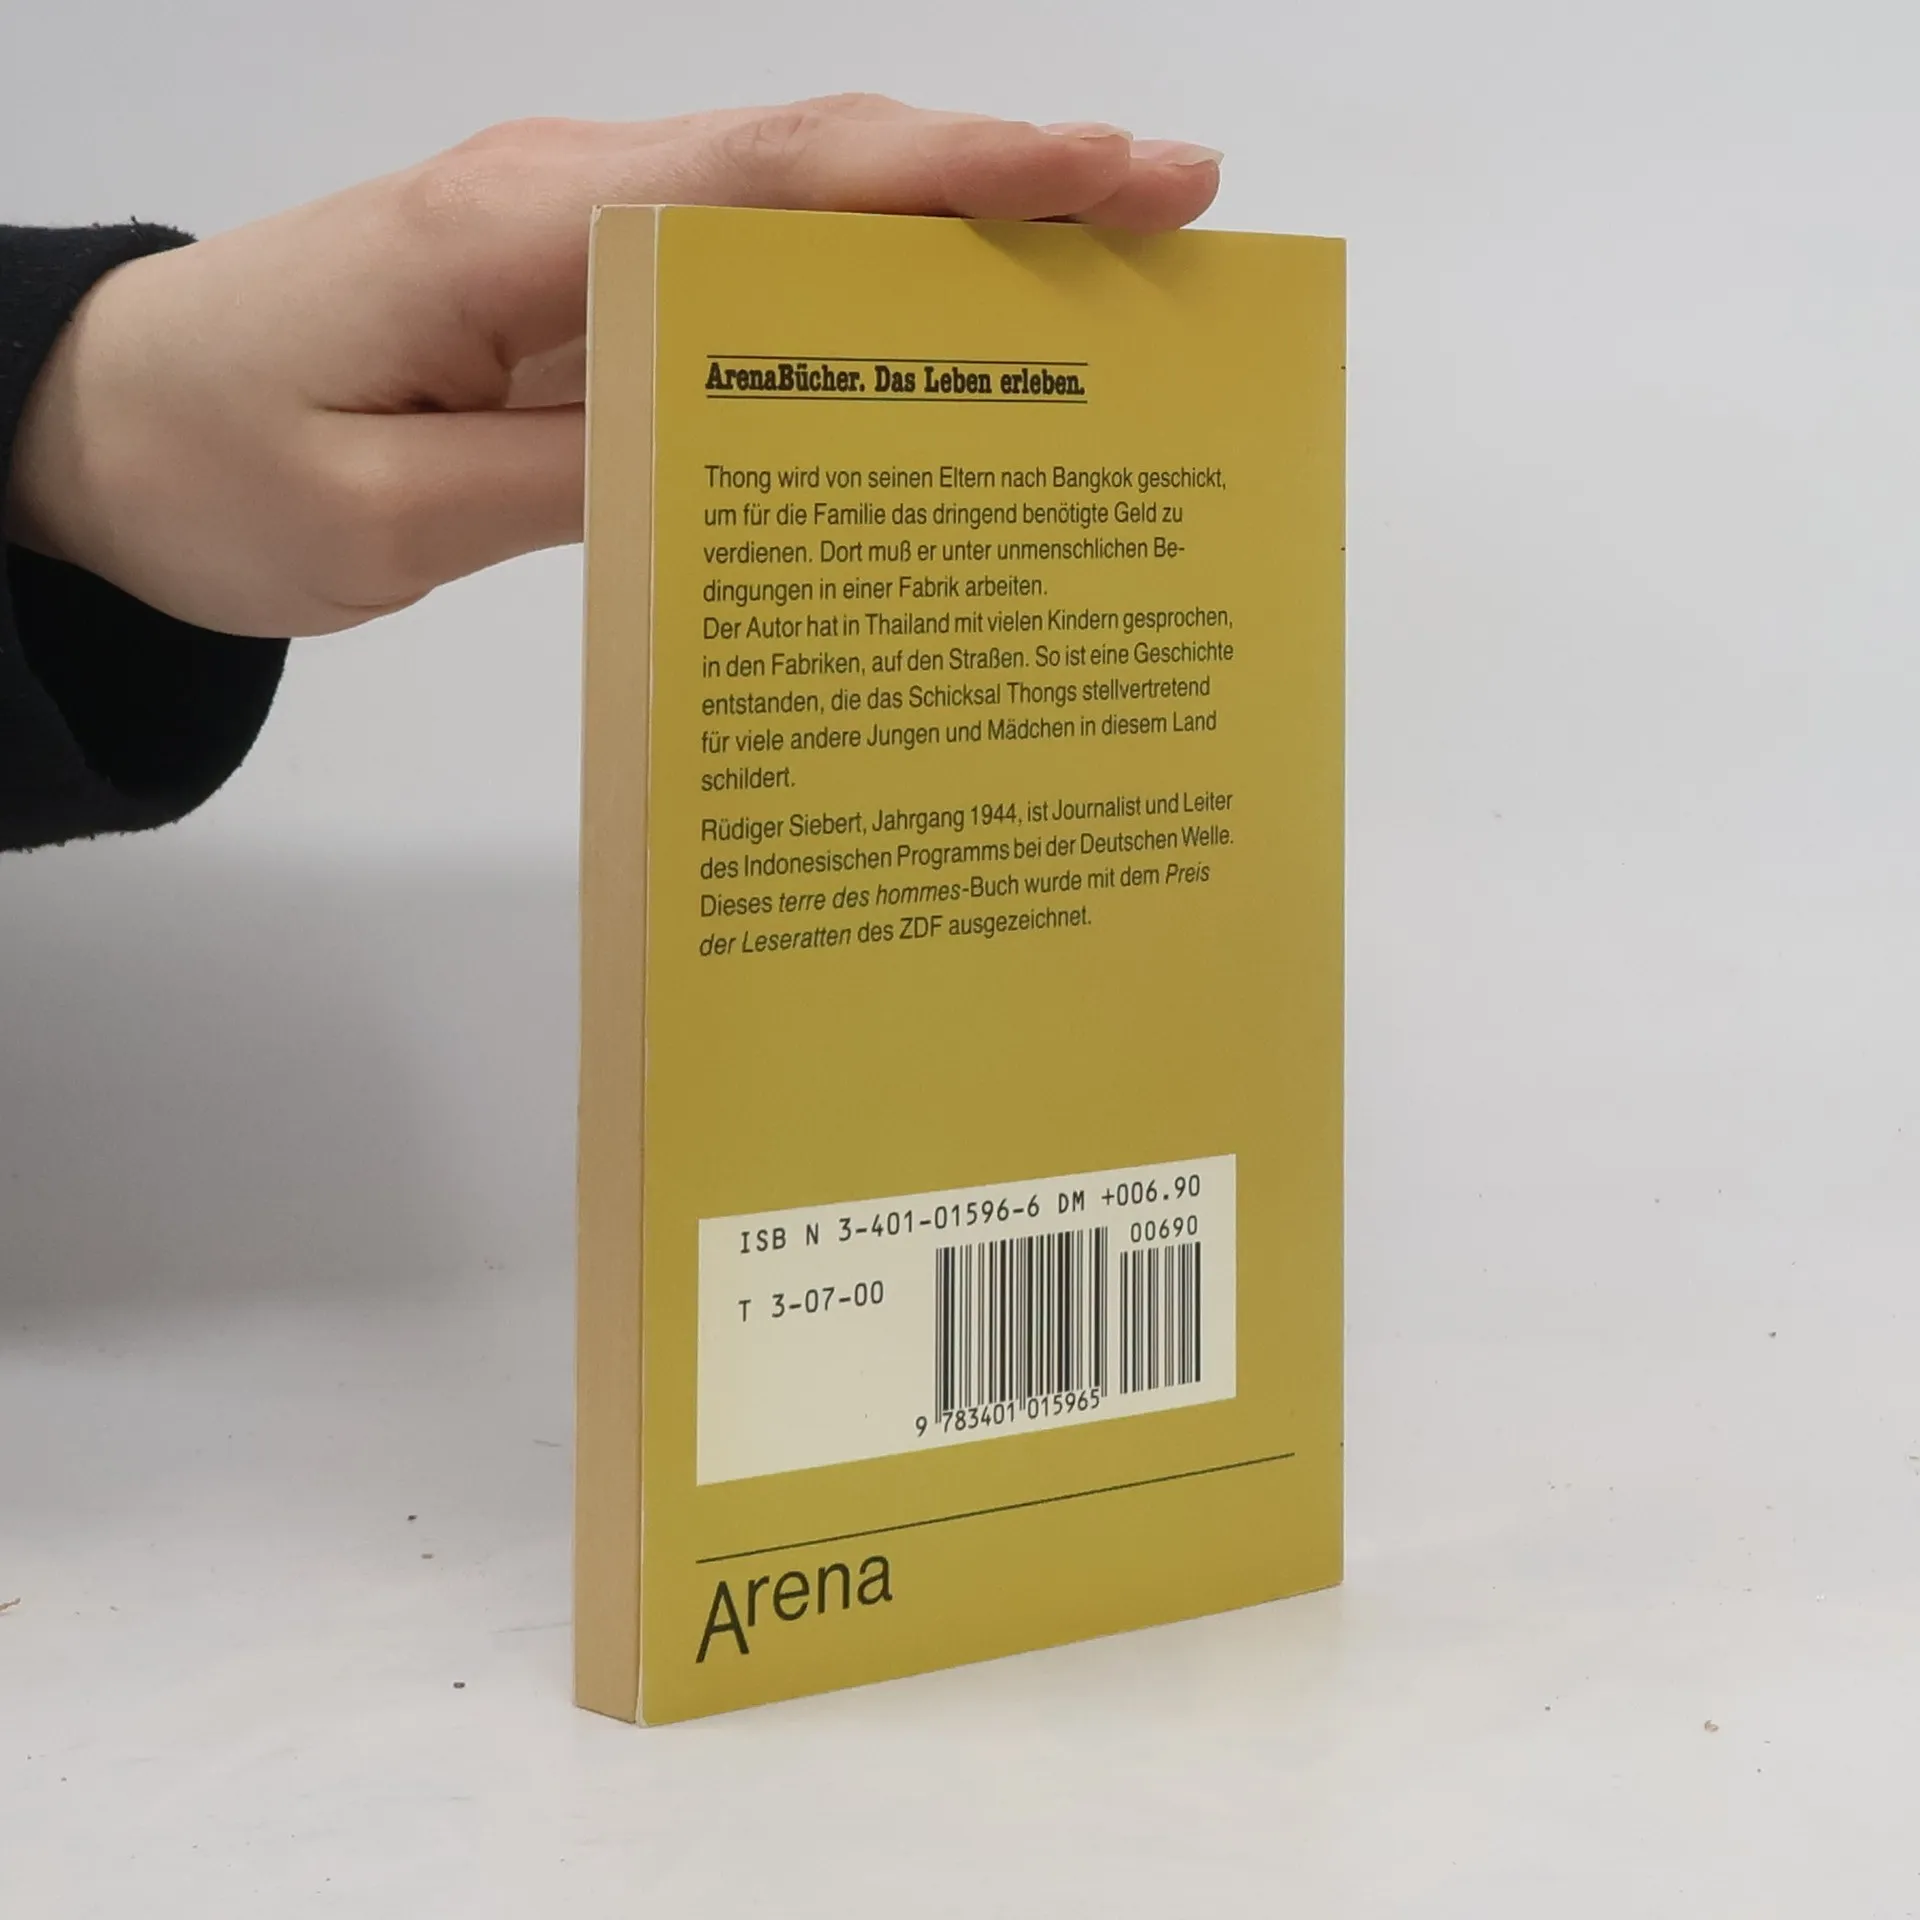 ArenaBücher. Das Leben erleben.
Thong wird von seinen Eltern nach Bangkok geschickt,
um für die Familie das dringend benötigte Geld zu
verdienen. Dort muß er unter unmenschlichen Be-
dingungen in einer Fabrik arbeiten.
Der Autor hat in Thailand mit vielen Kindern gesprochen,
in den Fabriken, auf den Straßen. So ist eine Geschichte
entstanden, die das Schicksal Thongs stellvertretend
für viele andere Jungen und Mädchen in diesem Land
schildert.
Rüdiger Siebert, Jahrgang 1944, ist Journalist und Leiter
des Indonesischen Programms bei der Deutschen Welle.
Dieses terre des hommes-Buch wurde mit dem Preis
der Leseratten des ZDF ausgezeichnet.
ISB N 3-401-01596-6 DM +006.90
00690
T 3-07-00
9 783401 015965
Arena